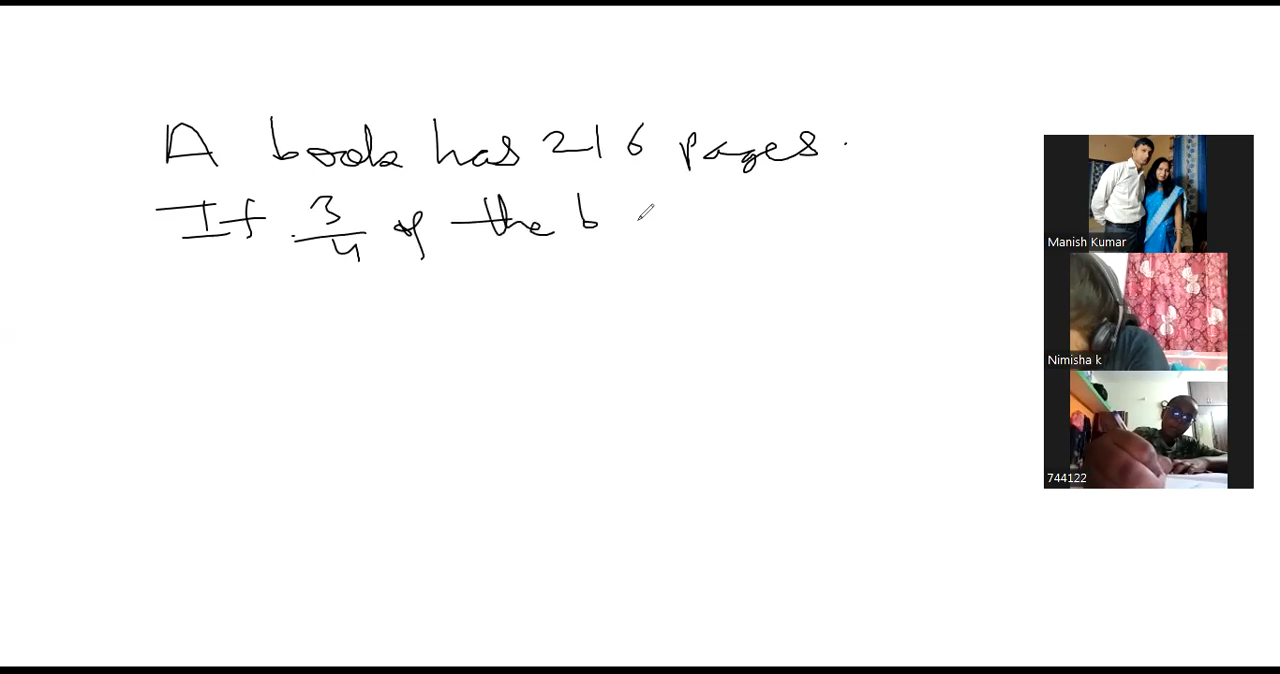 A book has 216 pages.
If 3/4 of the b
Manish Kumar
Nimisha k
744122